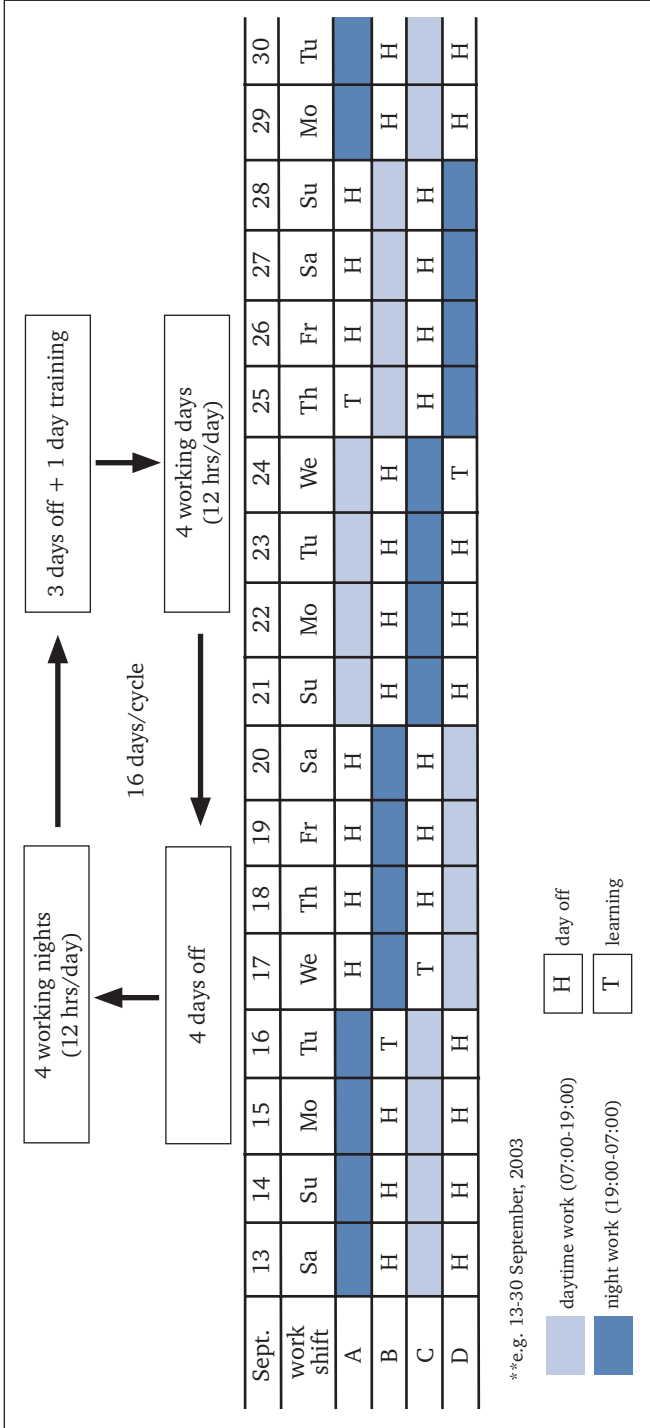 4 working nights
(12 hrs/day)
3 days off + 1 day training
16 days/cycle
4 days off
4 working days
(12 hrs/day)
Sept. 13 14 15 16 17 18 19 20 21 22 23 24 25 26 27 28 29 30
work shift Sa Su Mo Tu We Th Fr Sa Su Mo Tu We Th Fr Sa Su Mo Tu
A H H H H T H H H
B H H H T H H H H H H
C T H H H H H H H
D H H H H H H H T H H
**e.g. 13-30 September, 2003
daytime work (07:00-19:00)
H day off
night work (19:00-07:00)
T learning